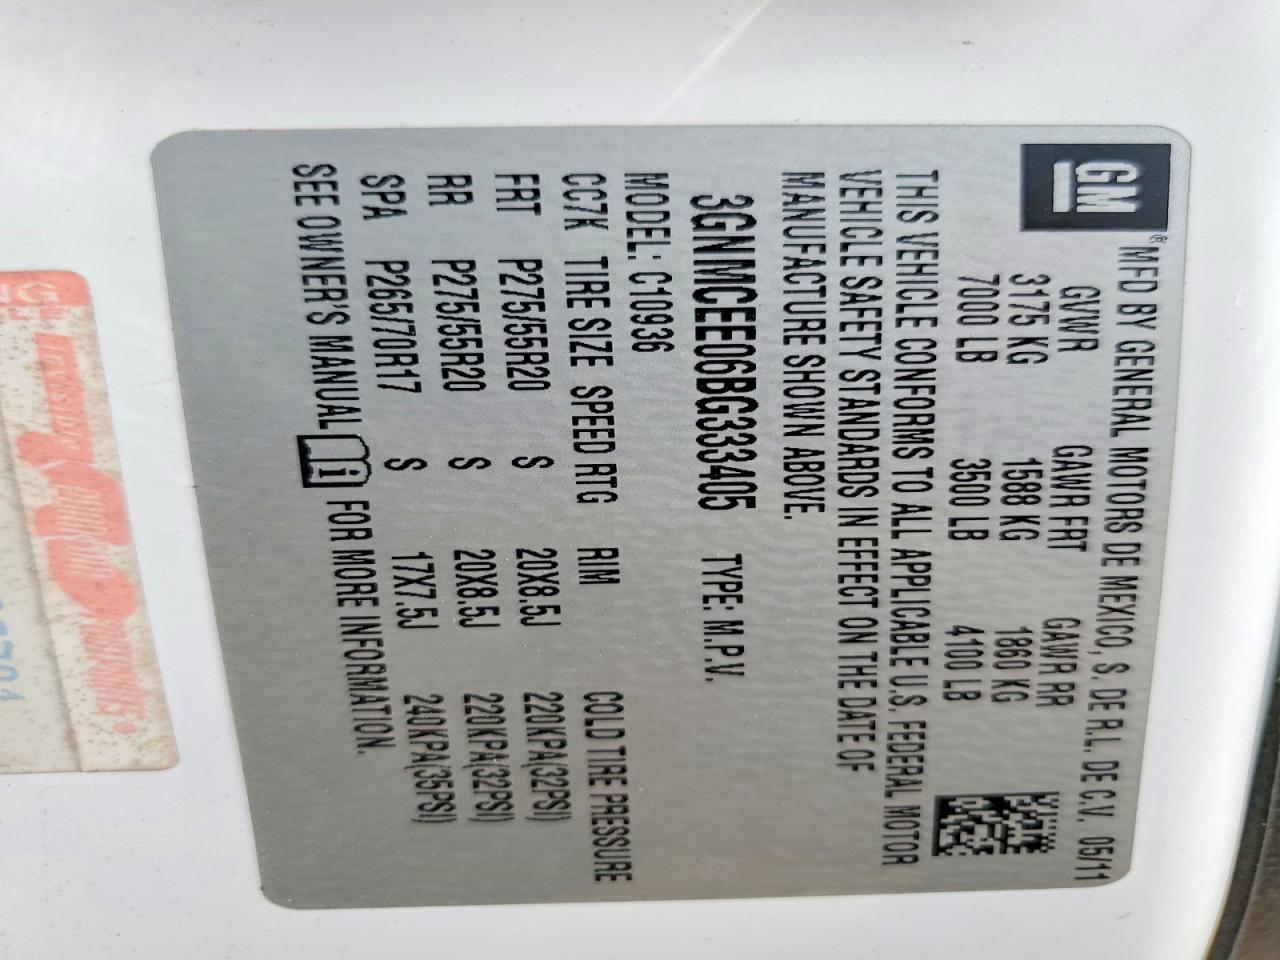 GM
® MFD BY GENERAL MOTORS DE MEXICO, S. DE R.L. DE C.V. 05/11
GVWR GAWR FRT GAWR RR
3175 KG 1588 KG 1860 KG
7000 LB 3500 LB 4100 LB
THIS VEHICLE CONFORMS TO ALL APPLICABLE U.S. FEDERAL MOTOR
VEHICLE SAFETY STANDARDS IN EFFECT ON THE DATE OF
MANUFACTURE SHOWN ABOVE.
3GNMCEE06BG333405 TYPE: M.P.V.
MODEL: C10936
CC7K TIRE SIZE SPEED RTG RIM COLD TIRE PRESSURE
FRT P275/55R20 S 20X8.5J 220KPA(32PSI)
RR P275/55R20 S 20X8.5J 220KPA(32PSI)
SPA P265/70R17 S 17X7.5J 240KPA(35PSI)
SEE OWNER'S MANUAL i FOR MORE INFORMATION.